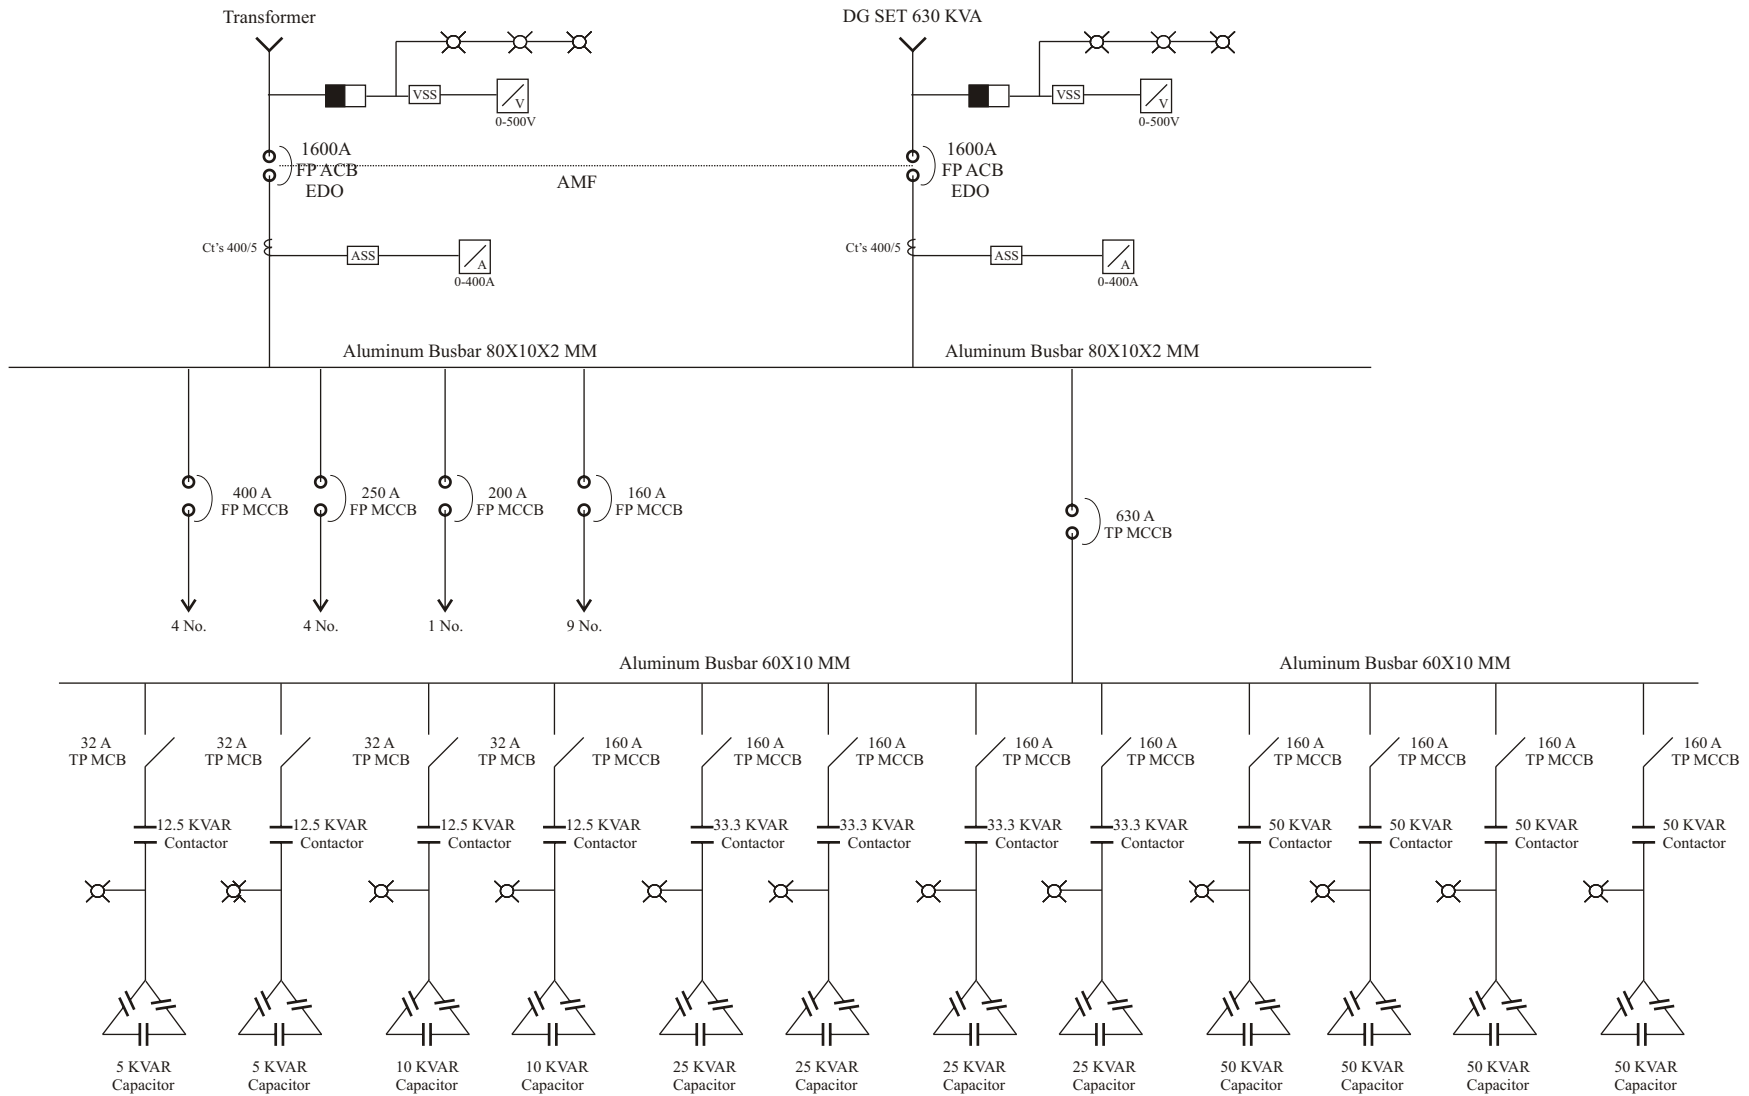 Transformer
DG SET 630 KVA
VSS
V
0-500V
VSS
V
0-500V
1600A
FP ACB
EDO
AMF
1600A
FP ACB
EDO
Ct's 400/5
ASS
A
0-400A
Ct's 400/5
ASS
A
0-400A
Aluminum Busbar 80X10X2 MM
Aluminum Busbar 80X10X2 MM
400 A
FP MCCB
250 A
FP MCCB
200 A
FP MCCB
160 A
FP MCCB
630 A
TP MCCB
4 No.
4 No.
1 No.
9 No.
Aluminum Busbar 60X10 MM
Aluminum Busbar 60X10 MM
32 A
TP MCB
32 A
TP MCB
32 A
TP MCB
32 A
TP MCB
160 A
TP MCCB
160 A
TP MCCB
160 A
TP MCCB
160 A
TP MCCB
160 A
TP MCCB
160 A
TP MCCB
160 A
TP MCCB
160 A
TP MCCB
160 A
TP MCCB
12.5 KVAR
Contactor
12.5 KVAR
Contactor
12.5 KVAR
Contactor
12.5 KVAR
Contactor
33.3 KVAR
Contactor
33.3 KVAR
Contactor
33.3 KVAR
Contactor
33.3 KVAR
Contactor
50 KVAR
Contactor
50 KVAR
Contactor
50 KVAR
Contactor
50 KVAR
Contactor
5 KVAR
Capacitor
5 KVAR
Capacitor
10 KVAR
Capacitor
10 KVAR
Capacitor
25 KVAR
Capacitor
25 KVAR
Capacitor
25 KVAR
Capacitor
25 KVAR
Capacitor
50 KVAR
Capacitor
50 KVAR
Capacitor
50 KVAR
Capacitor
50 KVAR
Capacitor